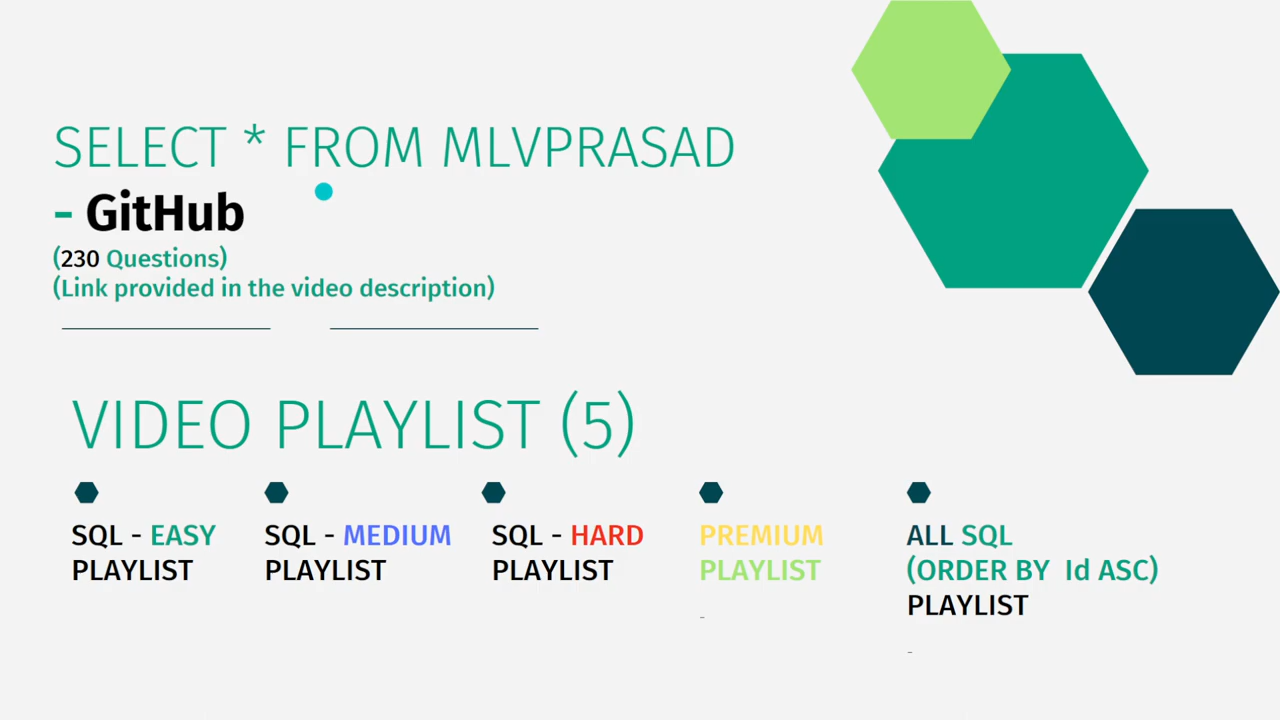 SELECT * FROM MLVPRASAD
- GitHub
(230 Questions)
(Link provided in the video description)
VIDEO PLAYLIST (5)
SQL - EASY
PLAYLIST
SQL - MEDIUM
PLAYLIST
SQL - HARD
PLAYLIST
PREMIUM
PLAYLIST
-
ALL SQL
(ORDER BY Id ASC)
PLAYLIST
-